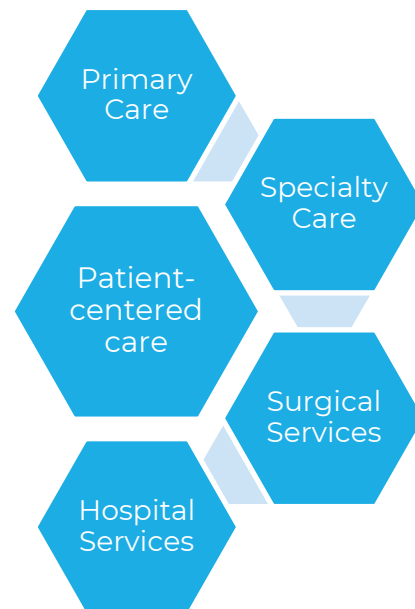 Primary
Care
Specialty
Care
Patient-
centered
care
Surgical
Services
Hospital
Services